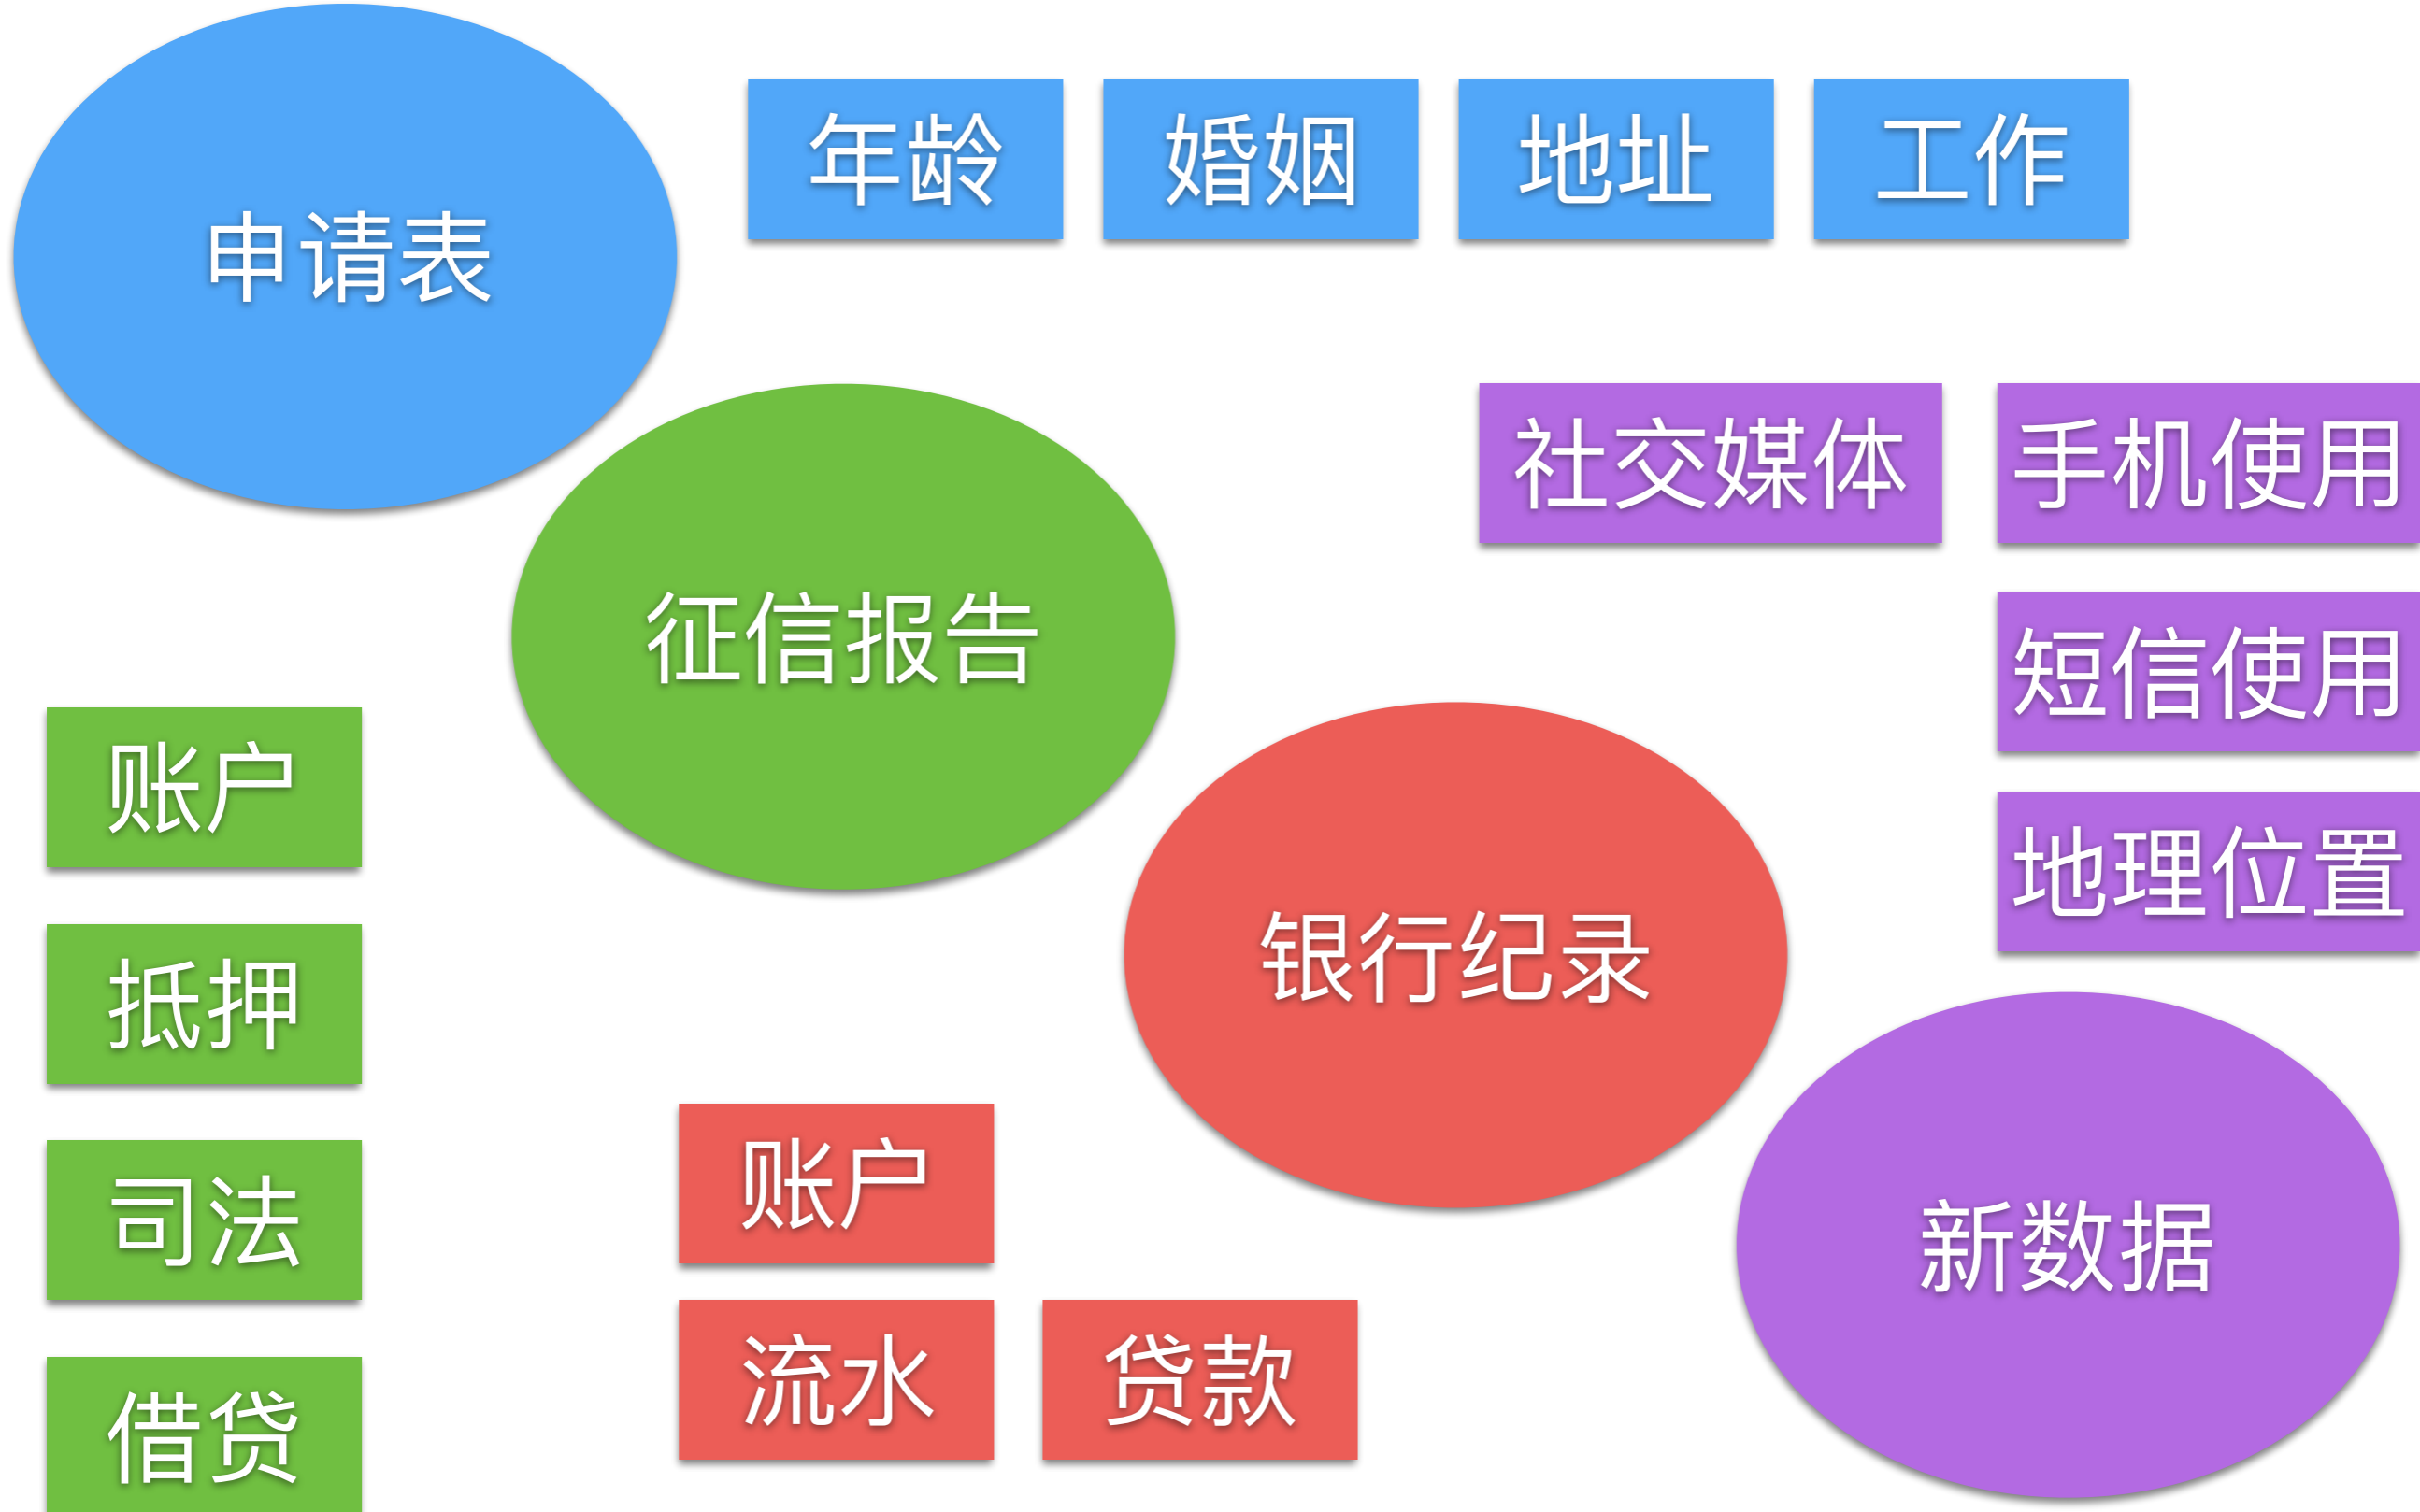 申请表
年龄
婚姻
地址
工作
征信报告
账户
抵押
司法
借贷
银行纪录
账户
流水
贷款
社交媒体
手机使用
短信使用
地理位置
新数据